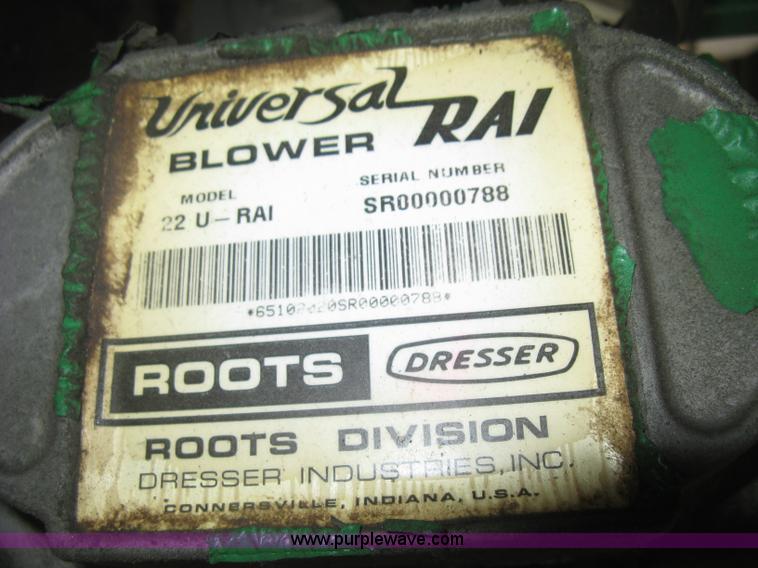 Universal RAI
BLOWER
MODEL SERIAL NUMBER
22 U-RAI SR00000788
*65102020SR00000788*
ROOTS DRESSER
ROOTS DIVISION
DRESSER INDUSTRIES, INC.
CONNERSVILLE, INDIANA, U.S.A.
www.purplewave.com